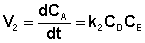 V₂ = dC_A/dt = k₂C_DC_E